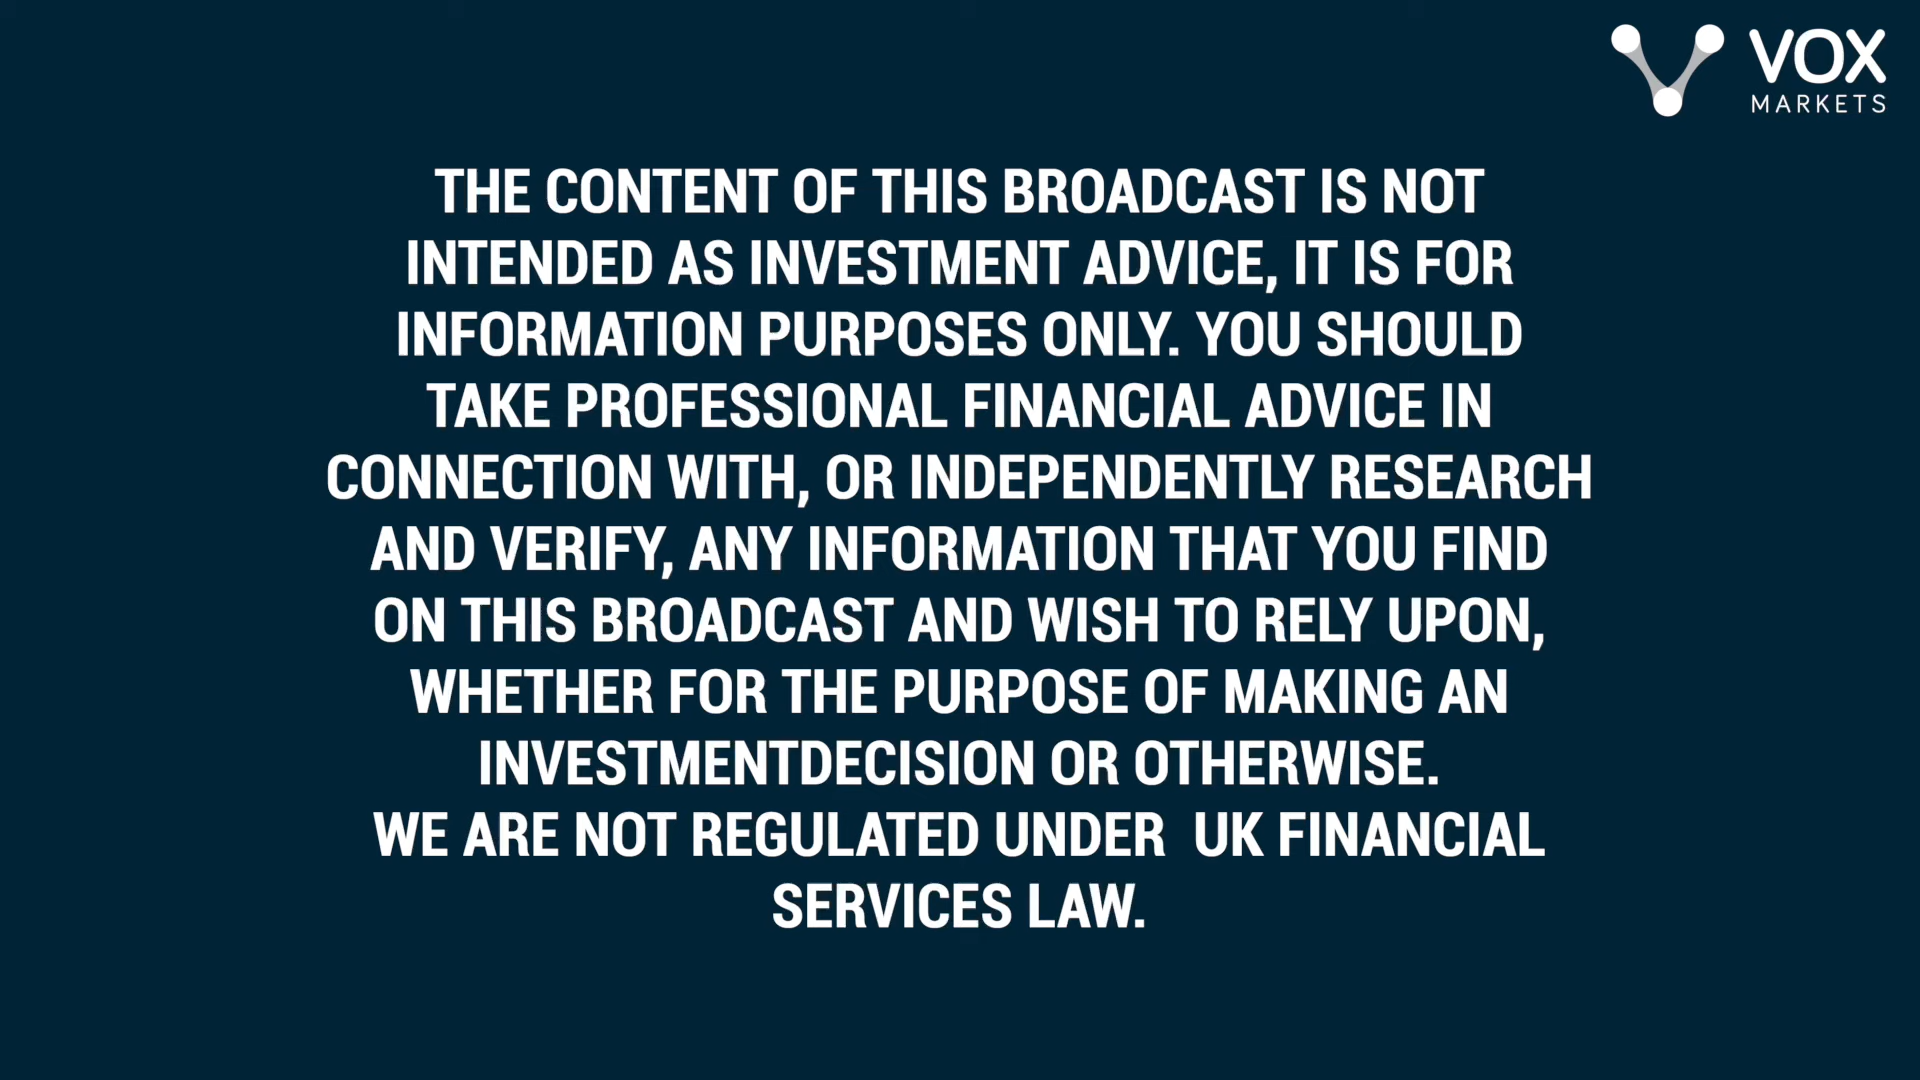 VOX
MARKETS
THE CONTENT OF THIS BROADCAST IS NOT
INTENDED AS INVESTMENT ADVICE, IT IS FOR
INFORMATION PURPOSES ONLY. YOU SHOULD
TAKE PROFESSIONAL FINANCIAL ADVICE IN
CONNECTION WITH, OR INDEPENDENTLY RESEARCH
AND VERIFY, ANY INFORMATION THAT YOU FIND
ON THIS BROADCAST AND WISH TO RELY UPON,
WHETHER FOR THE PURPOSE OF MAKING AN
INVESTMENTDECISION OR OTHERWISE.
WE ARE NOT REGULATED UNDER  UK FINANCIAL
SERVICES LAW.